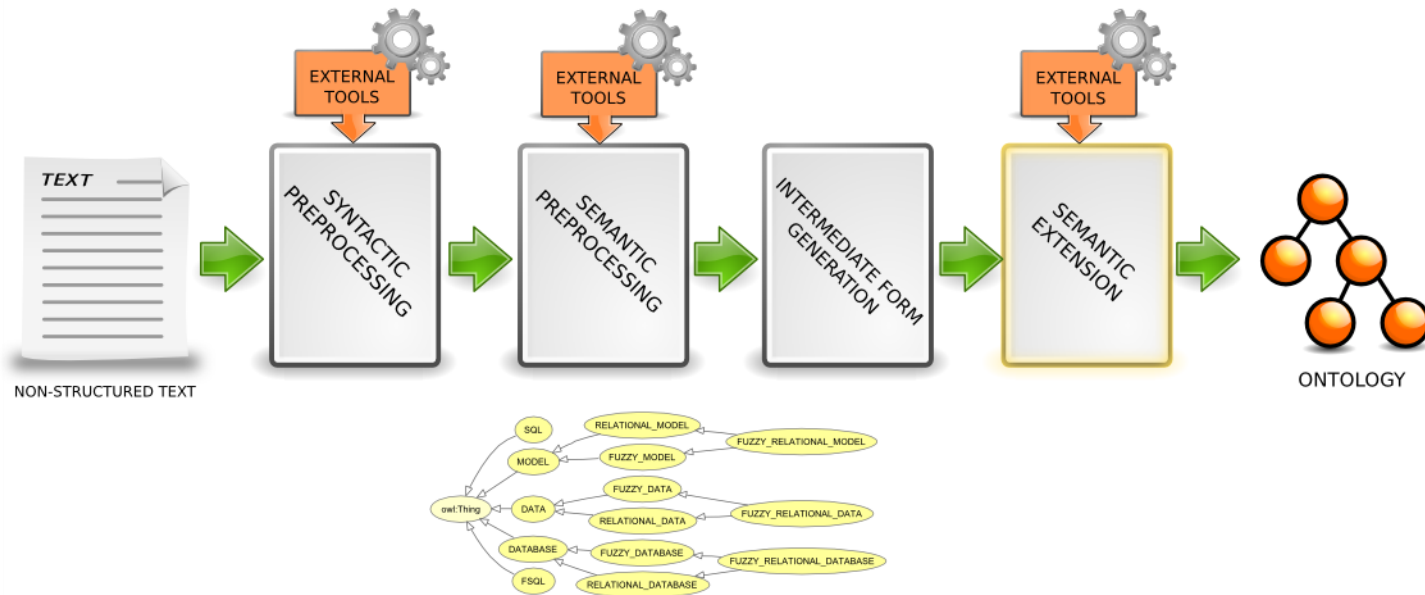 EXTERNAL
TOOLS
EXTERNAL
TOOLS
EXTERNAL
TOOLS
TEXT
SYNTACTIC
PREPROCESSING
SEMANTIC
PREPROCESSING
INTERMEDIATE FORM
GENERATION
SEMANTIC
EXTENSION
NON-STRUCTURED TEXT
ONTOLOGY
SQL
RELATIONAL_MODEL
FUZZY_RELATIONAL_MODEL
MODEL
FUZZY_MODEL
owl:Thing
DATA
FUZZY_DATA
RELATIONAL_DATA
FUZZY_RELATIONAL_DATA
DATABASE
FUZZY_DATABASE
FUZZY_RELATIONAL_DATABASE
FSQL
RELATIONAL_DATABASE